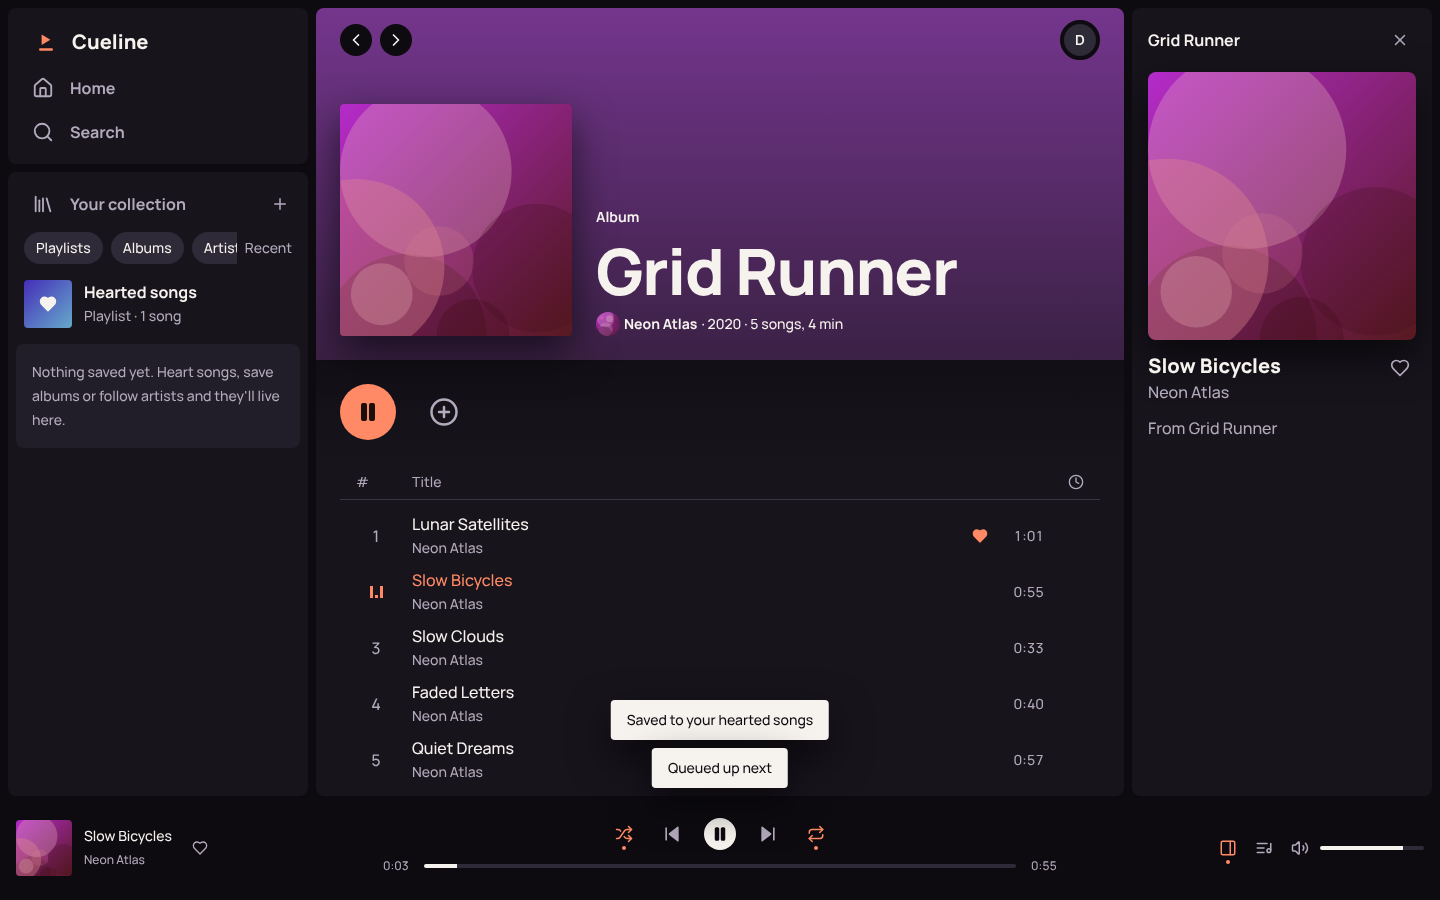 Cueline
Home
Search
Your collection
Playlists
Albums
Artist
Recent
Hearted songs
Playlist · 1 song
Nothing saved yet. Heart songs, save
albums or follow artists and they'll live
here.
D
Album
Grid Runner
Neon Atlas · 2020 · 5 songs, 4 min
# Title
1 Lunar Satellites 1:01
Neon Atlas
Slow Bicycles 0:55
Neon Atlas
3 Slow Clouds 0:33
Neon Atlas
4 Faded Letters 0:40
Neon Atlas
5 Quiet Dreams 0:57
Neon Atlas
Saved to your hearted songs
Queued up next
Grid Runner
Slow Bicycles
Neon Atlas
From Grid Runner
Slow Bicycles
Neon Atlas
0:03
0:55